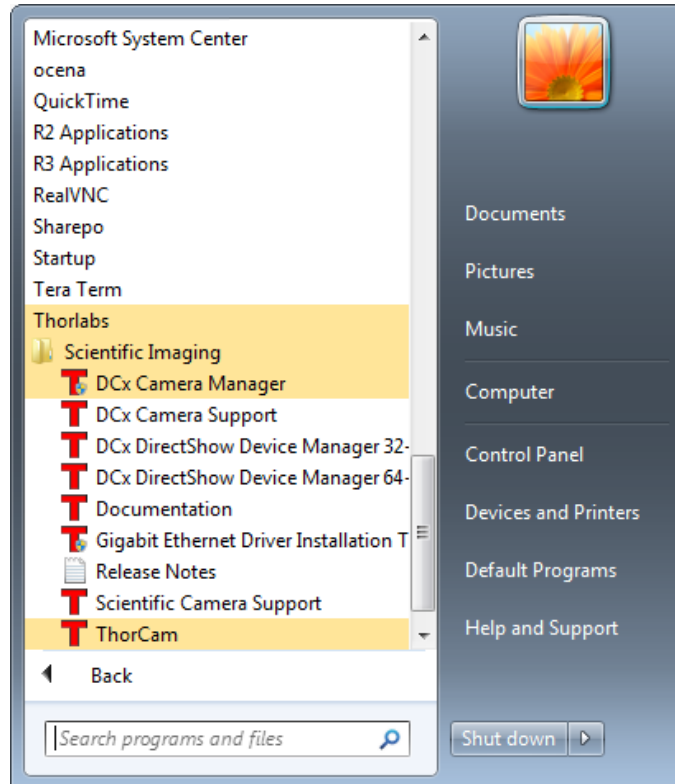 Microsoft System Center
ocena
QuickTime
R2 Applications
R3 Applications
RealVNC
Sharepo
Startup
Tera Term
Thorlabs
Scientific Imaging
DCx Camera Manager
DCx Camera Support
DCx DirectShow Device Manager 32-
DCx DirectShow Device Manager 64-
Documentation
Gigabit Ethernet Driver Installation T
Release Notes
Scientific Camera Support
ThorCam
Back
Search programs and files
Documents
Pictures
Music
Computer
Control Panel
Devices and Printers
Default Programs
Help and Support
Shut down